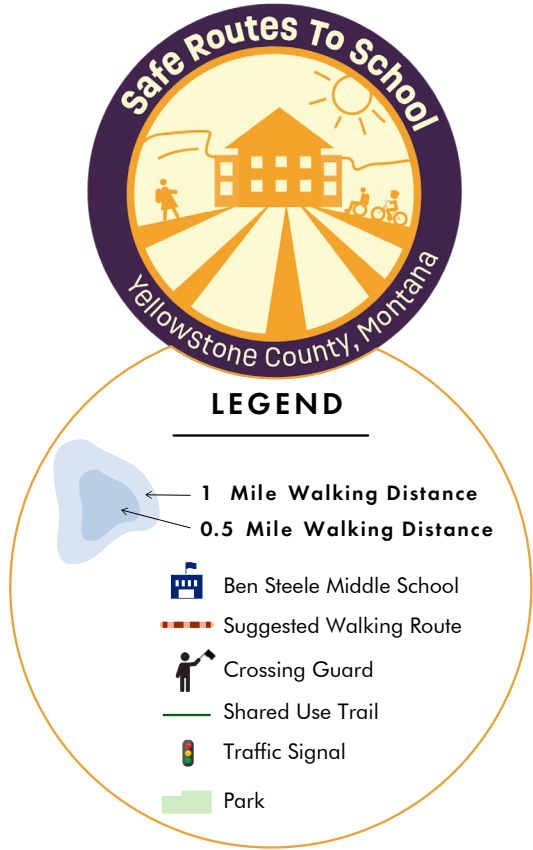 Safe Routes To School
Yellowstone County, Montana
LEGEND
1 Mile Walking Distance
0.5 Mile Walking Distance
Ben Steele Middle School
Suggested Walking Route
Crossing Guard
Shared Use Trail
Traffic Signal
Park